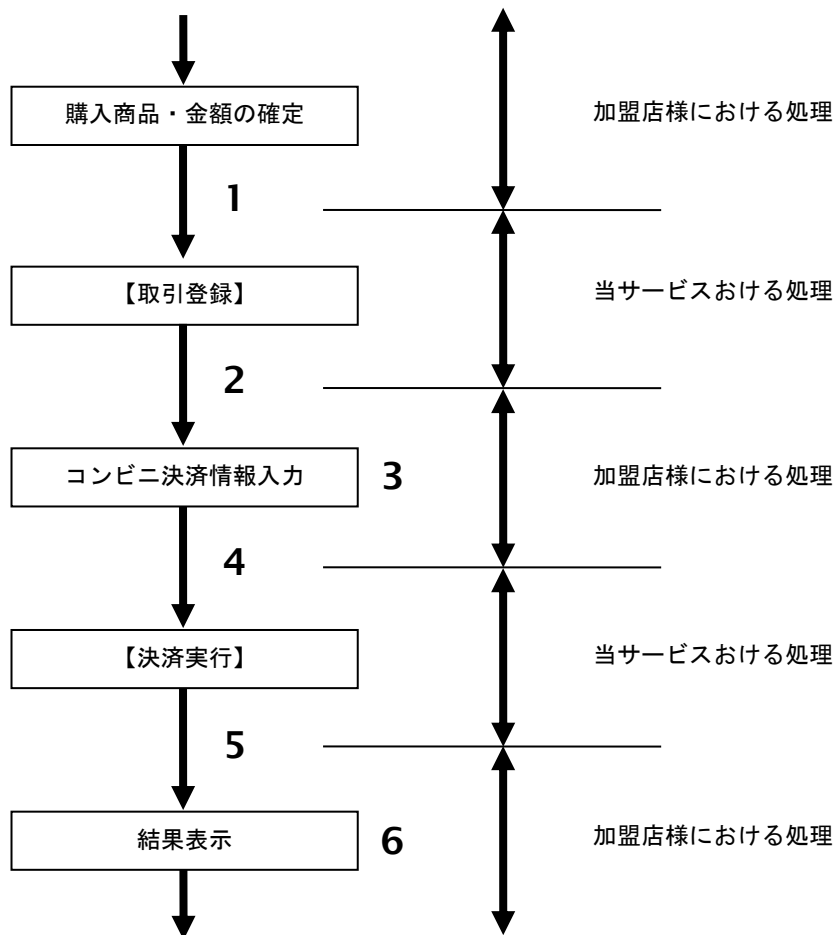 購入商品・金額の確定
加盟店様における処理
1
【取引登録】
当サービスおける処理
2
コンビニ決済情報入力
3
加盟店様における処理
4
【決済実行】
当サービスおける処理
5
結果表示
6
加盟店様における処理